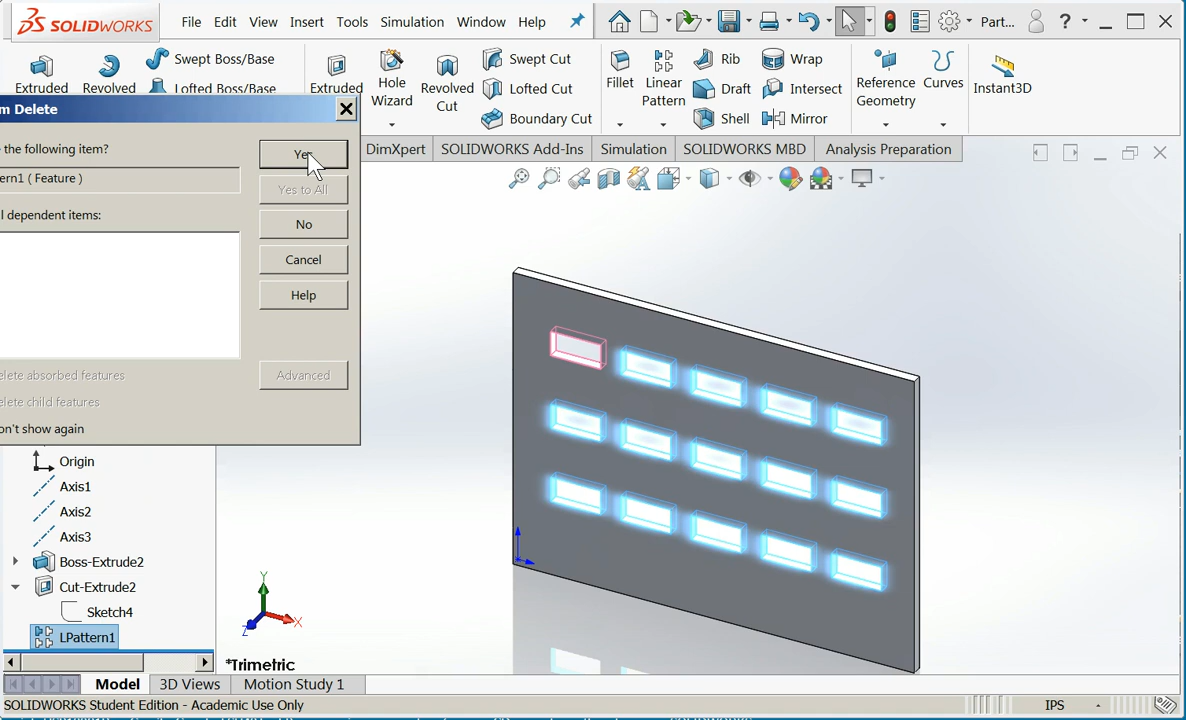 SOLIDWORKS File Edit View Insert Tools Simulation Window Help Part... ?
Swept Boss/Base Swept Cut Rib Wrap
Extruded Revolved Lofted Boss/Base Extruded Hole Wizard Revolved Cut Lofted Cut Fillet Linear Pattern Draft Intersect Reference Geometry Curves Instant3D
Boundary Cut Shell Mirror
m Delete
DimXpert SOLIDWORKS Add-Ins Simulation SOLIDWORKS MBD Analysis Preparation
the following item?
Yes
ern1 ( Feature )
Yes to All
l dependent items:
No
Cancel
Help
elete absorbed features
Advanced
elete child features
on't show again
Origin
Axis1
Axis2
Axis3
Boss-Extrude2
Cut-Extrude2
Sketch4
LPattern1
Y
X
Z
*Trimetric
Model 3D Views Motion Study 1
SOLIDWORKS Student Edition - Academic Use Only IPS